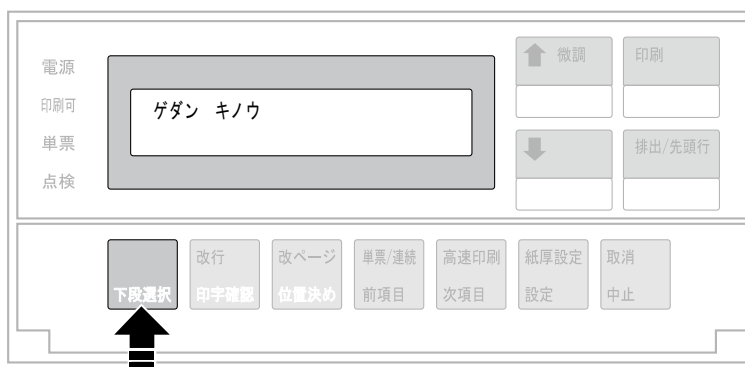 電源
印刷可
単票
点検
ゲダン キノウ
微調
印刷
排出/先頭行
下段選択
改行
印字確認
改ページ
位置決め
単票/連続
前項目
高速印刷
次項目
紙厚設定
設定
取消
中止